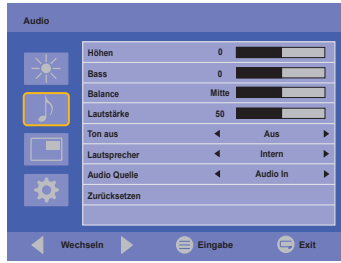 Audio
Höhen 0
Bass 0
Balance Mitte
Lautstärke 50
Ton aus Aus
Lautsprecher Intern
Audio Quelle Audio In
Zurücksetzen
Wechseln Eingabe Exit